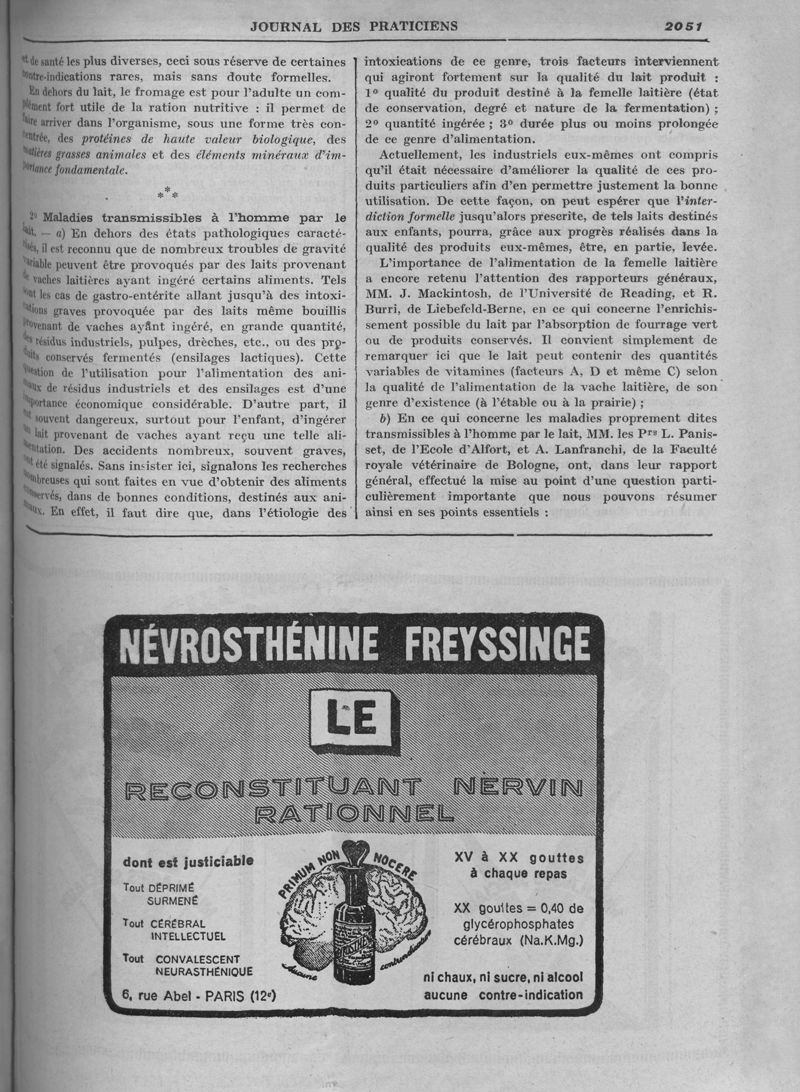 JOURNAL DES PRATICIENS 2051
et de santé les plus diverses, ceci sous réserve de certaines
contre-indications rares, mais sans doute formelles.
En dehors du lait, le fromage est pour l'adulte un com-
plément fort utile de la ration nutritive : il permet de
faire arriver dans l'organisme, sous une forme très con-
centrée, des protéines de haute valeur biologique, des
matières grasses animales et des éléments minéraux d'im-
portance fondamentale.
*
* *
2º Maladies transmissibles à l'homme par le
lait. — a) En dehors des états pathologiques caracté-
risés, il est reconnu que de nombreux troubles de gravité
variable peuvent être provoqués par des laits provenant
de vaches laitières ayant ingéré certains aliments. Tels
sont les cas de gastro-entérite allant jusqu'à des intoxi-
cations graves provoquée par des laits même bouillis
provenant de vaches ayant ingéré, en grande quantité,
des résidus industriels, pulpes, drèches, etc., ou des pro-
duits conservés fermentés (ensilages lactiques). Cette
question de l'utilisation pour l'alimentation des ani-
maux de résidus industriels et des ensilages est d'une
importance économique considérable. D'autre part, il
est souvent dangereux, surtout pour l'enfant, d'ingérer
un lait provenant de vaches ayant reçu une telle ali-
mentation. Des accidents nombreux, souvent graves,
ont été signalés. Sans insister ici, signalons les recherches
nombreuses qui sont faites en vue d'obtenir des aliments
conservés, dans de bonnes conditions, destinés aux ani-
maux. En effet, il faut dire que, dans l'étiologie des
intoxications de ce genre, trois facteurs interviennent
qui agiront fortement sur la qualité du lait produit :
1º qualité du produit destiné à la femelle laitière (état
de conservation, degré et nature de la fermentation) ;
2º quantité ingérée ; 3º durée plus ou moins prolongée
de ce genre d'alimentation.
Actuellement, les industriels eux-mêmes ont compris
qu'il était nécessaire d'améliorer la qualité de ces pro-
duits particuliers afin d'en permettre justement la bonne
utilisation. De cette façon, on peut espérer que l'inter-
diction formelle jusqu'alors prescrite, de tels laits destinés
aux enfants, pourra, grâce aux progrès réalisés dans la
qualité des produits eux-mêmes, être, en partie, levée.
L'importance de l'alimentation de la femelle laitière
a encore retenu l'attention des rapporteurs généraux,
MM. J. Mackintosh, de l'Université de Reading, et R.
Burri, de Liebefeld-Berne, en ce qui concerne l'enrichis-
sement possible du lait par l'absorption de fourrage vert
ou de produits conservés. Il convient simplement de
remarquer ici que le lait peut contenir des quantités
variables de vitamines (facteurs A, D et même C) selon
la qualité de l'alimentation de la vache laitière, de son
genre d'existence (à l'étable ou à la prairie) ;
b) En ce qui concerne les maladies proprement dites
transmissibles à l'homme par le lait, MM. les Prs L. Panis-
set, de l'Ecole d'Alfort, et A. Lanfranchi, de la Faculté
royale vétérinaire de Bologne, ont, dans leur rapport
général, effectué la mise au point d'une question parti-
culièrement importante que nous pouvons résumer
ainsi en ses points essentiels :
NÉVROSTHÉNINE FREYSSINGE
LE
RECONSTITUANT NERVIN
RATIONNEL
dont est justiciable
Tout DÉPRIMÉ
SURMENÉ
Tout CÉRÉBRAL
INTELLECTUEL
Tout CONVALESCENT
NEURASTHÉNIQUE
6, rue Abel - PARIS (12e)
PRIMUM NON NOCERE
Aucune contre-indication
XV à XX gouttes
à chaque repas
XX gouttes = 0,40 de
glycérophosphates
cérébraux (Na.K.Mg.)
ni chaux, ni sucre, ni alcool
aucune contre-indication